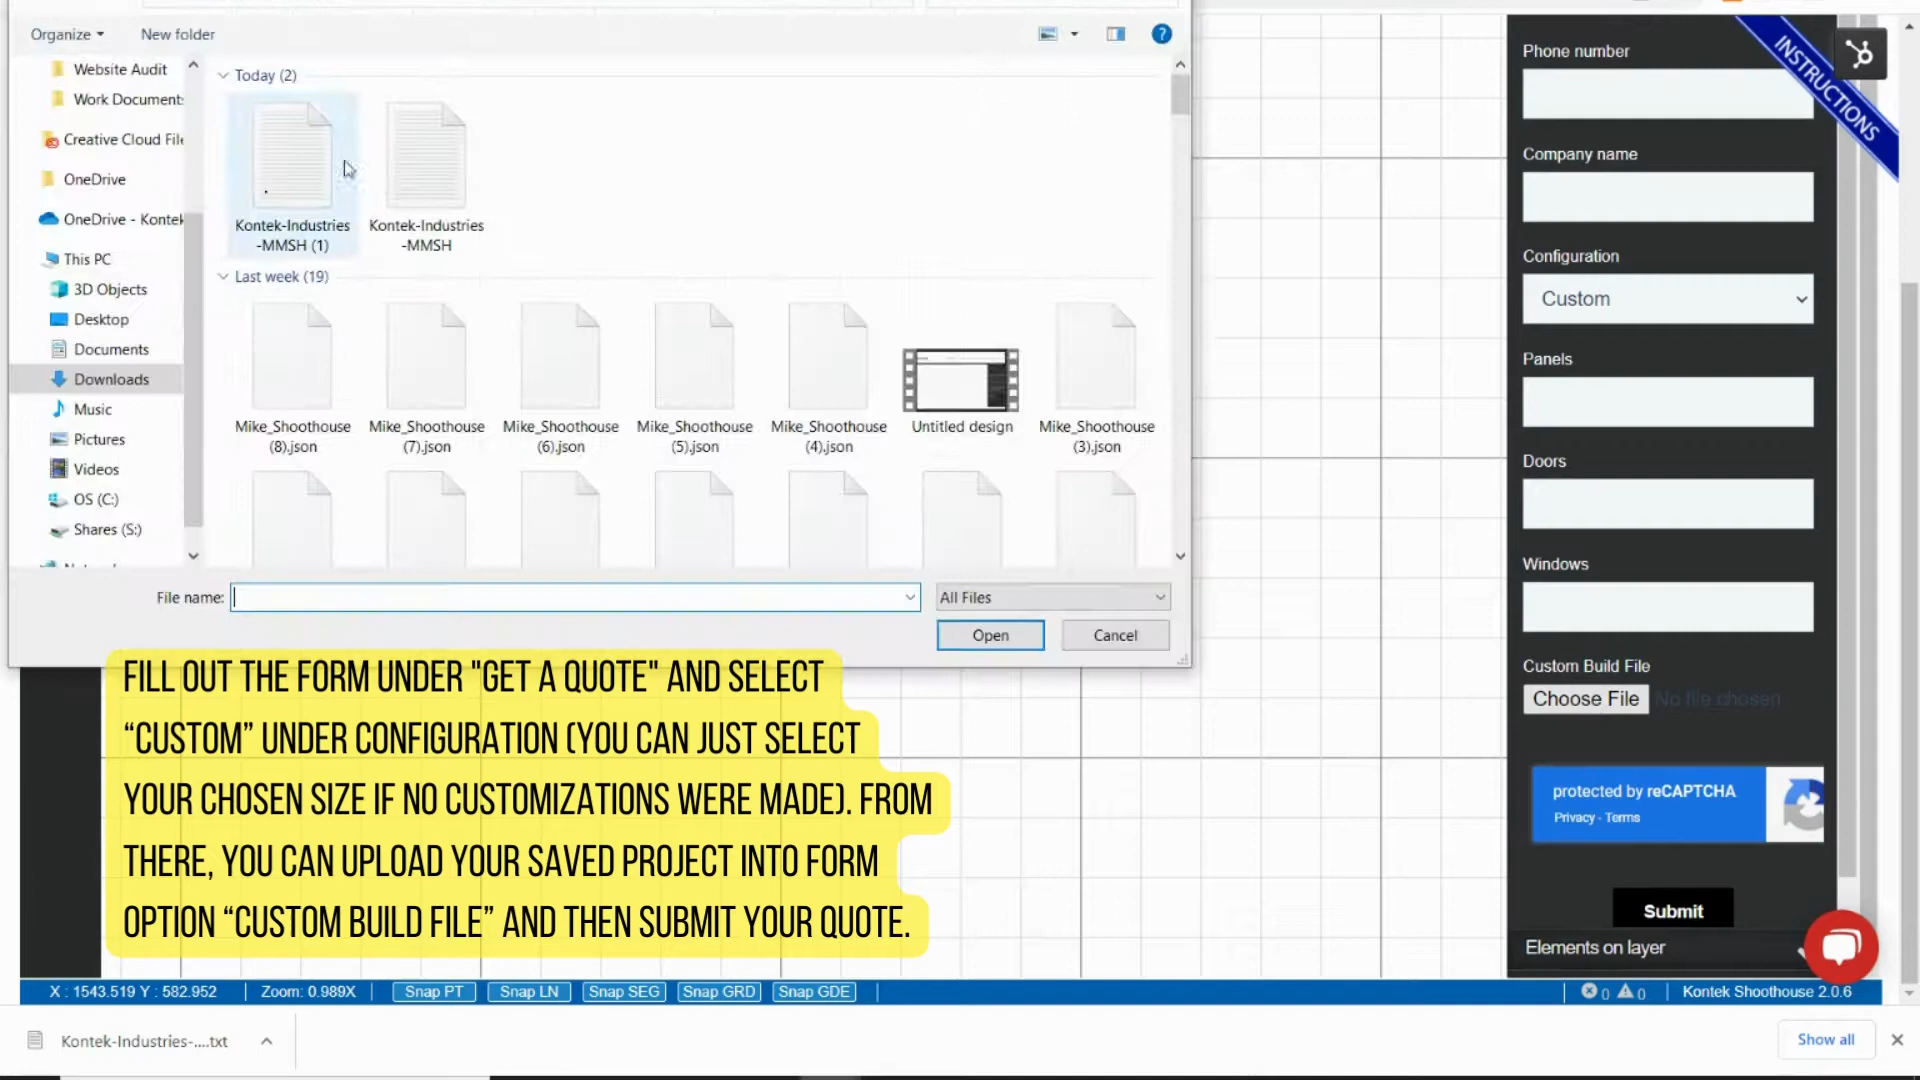 Organize
New folder
Website Audit
Work Document
Creative Cloud File
OneDrive
OneDrive - Kontek
This PC
3D Objects
Desktop
Documents
Downloads
Music
Pictures
Videos
OS (C:)
Shares (S:)
Today (2)
Kontek-Industries
-MMSH (1)
Kontek-Industries
-MMSH
Last week (19)
Mike_Shoothouse
(8).json
Mike_Shoothouse
(7).json
Mike_Shoothouse
(6).json
Mike_Shoothouse
(5).json
Mike_Shoothouse
(4).json
Untitled design
Mike_Shoothouse
(3).json
File name:
All Files
Open
Cancel
FILL OUT THE FORM UNDER "GET A QUOTE" AND SELECT
“CUSTOM” UNDER CONFIGURATION (YOU CAN JUST SELECT
YOUR CHOSEN SIZE IF NO CUSTOMIZATIONS WERE MADE). FROM
THERE, YOU CAN UPLOAD YOUR SAVED PROJECT INTO FORM
OPTION “CUSTOM BUILD FILE” AND THEN SUBMIT YOUR QUOTE.
INSTRUCTIONS
Phone number
Company name
Configuration
Custom
Panels
Doors
Windows
Custom Build File
Choose File No file chosen
protected by reCAPTCHA
Privacy - Terms
Submit
Elements on layer
X : 1543.519 Y : 582.952
Zoom: 0.989X
Snap PT
Snap LN
Snap SEG
Snap GRD
Snap GDE
0
0
Kontek Shoothouse 2.0.6
Kontek-Industries-....txt
Show all